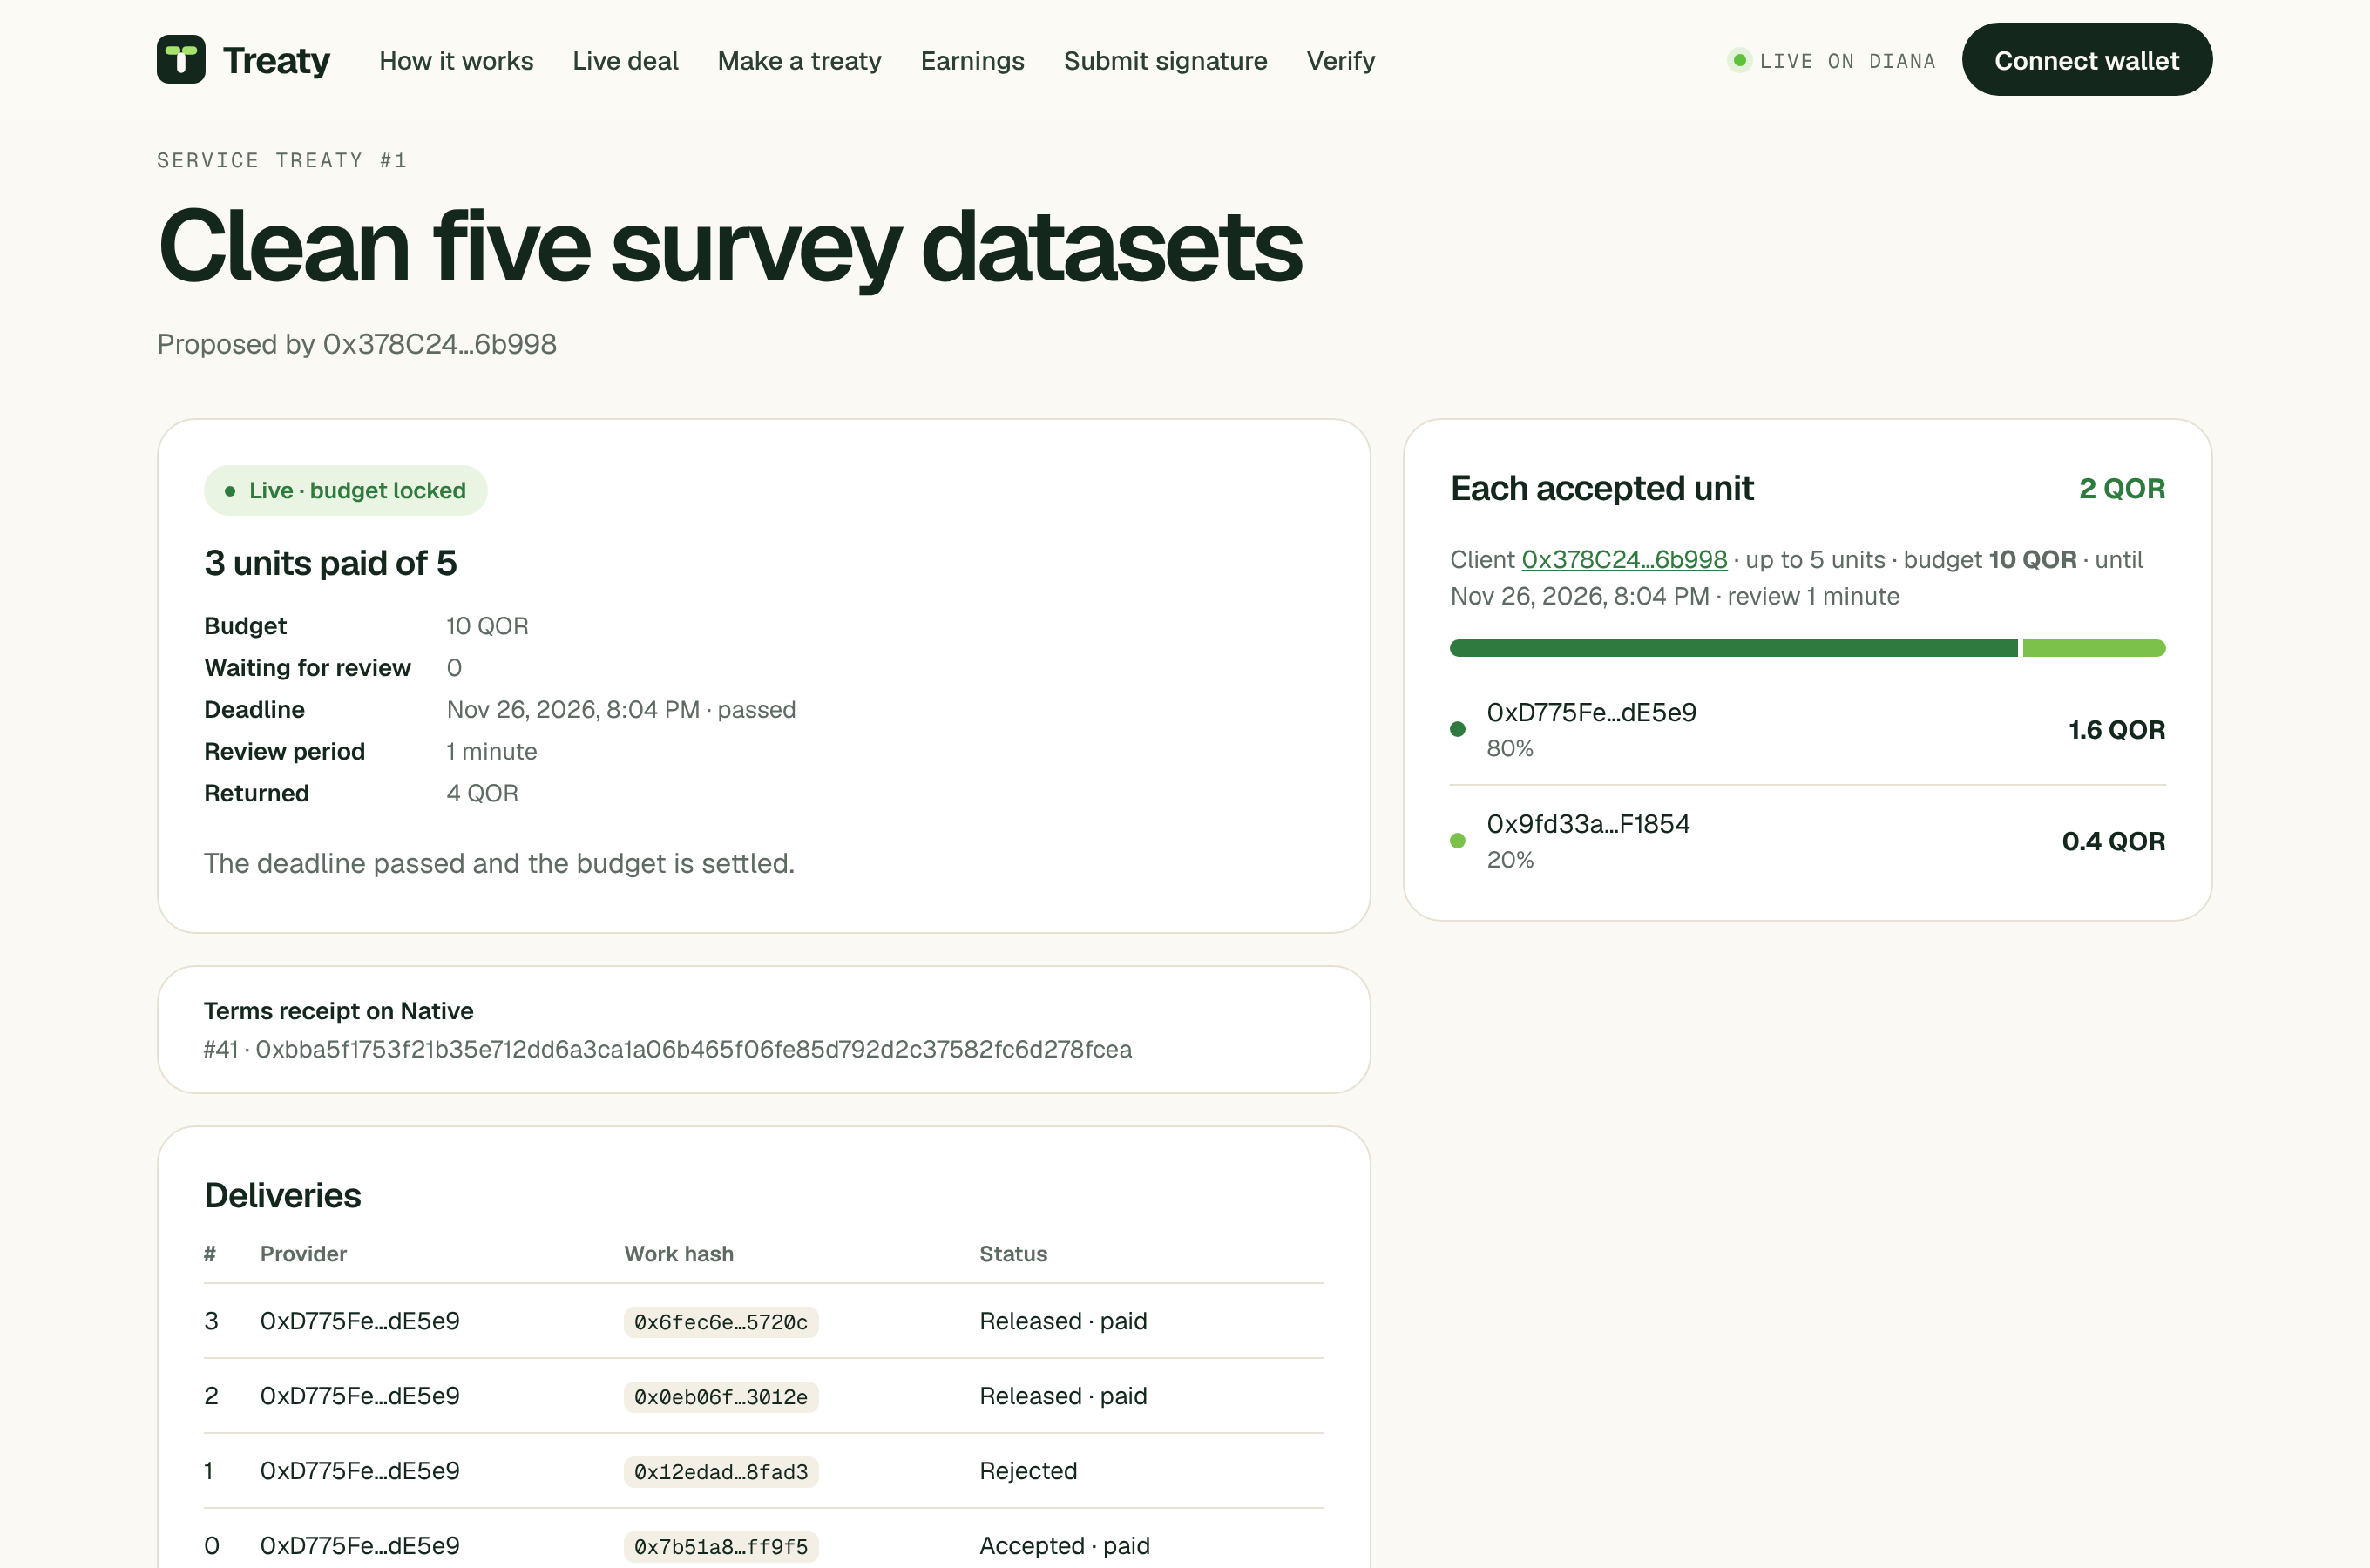 Treaty
How it works
Live deal
Make a treaty
Earnings
Submit signature
Verify
LIVE ON DIANA
Connect wallet
SERVICE TREATY #1
Clean five survey datasets
Proposed by 0x378C24…6b998
Live · budget locked
3 units paid of 5
Budget 10 QOR
Waiting for review 0
Deadline Nov 26, 2026, 8:04 PM · passed
Review period 1 minute
Returned 4 QOR
The deadline passed and the budget is settled.
Each accepted unit 2 QOR
Client 0x378C24…6b998 · up to 5 units · budget 10 QOR · until
Nov 26, 2026, 8:04 PM · review 1 minute
0xD775Fe…dE5e9
80%
1.6 QOR
0x9fd33a…F1854
20%
0.4 QOR
Terms receipt on Native
#41 · 0xbba5f1753f21b35e712dd6a3ca1a06b465f06fe85d792d2c37582fc6d278fcea
Deliveries
# Provider Work hash Status
3 0xD775Fe…dE5e9 0x6fec6e…5720c Released · paid
2 0xD775Fe…dE5e9 0x0eb06f…3012e Released · paid
1 0xD775Fe…dE5e9 0x12edad…8fad3 Rejected
0 0xD775Fe…dE5e9 0x7b51a8…ff9f5 Accepted · paid